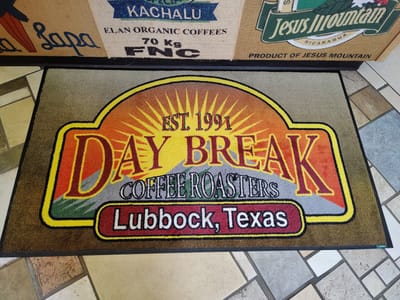 KACHALU
ELAN ORGANIC COFFEES
70 Kg
FNC
Lapa
Jesus Mountain
NICARAGUA
PRODUCT OF JESUS MOUNTAIN
EST. 1991
DAY BREAK
COFFEE ROASTERS
Lubbock, Texas